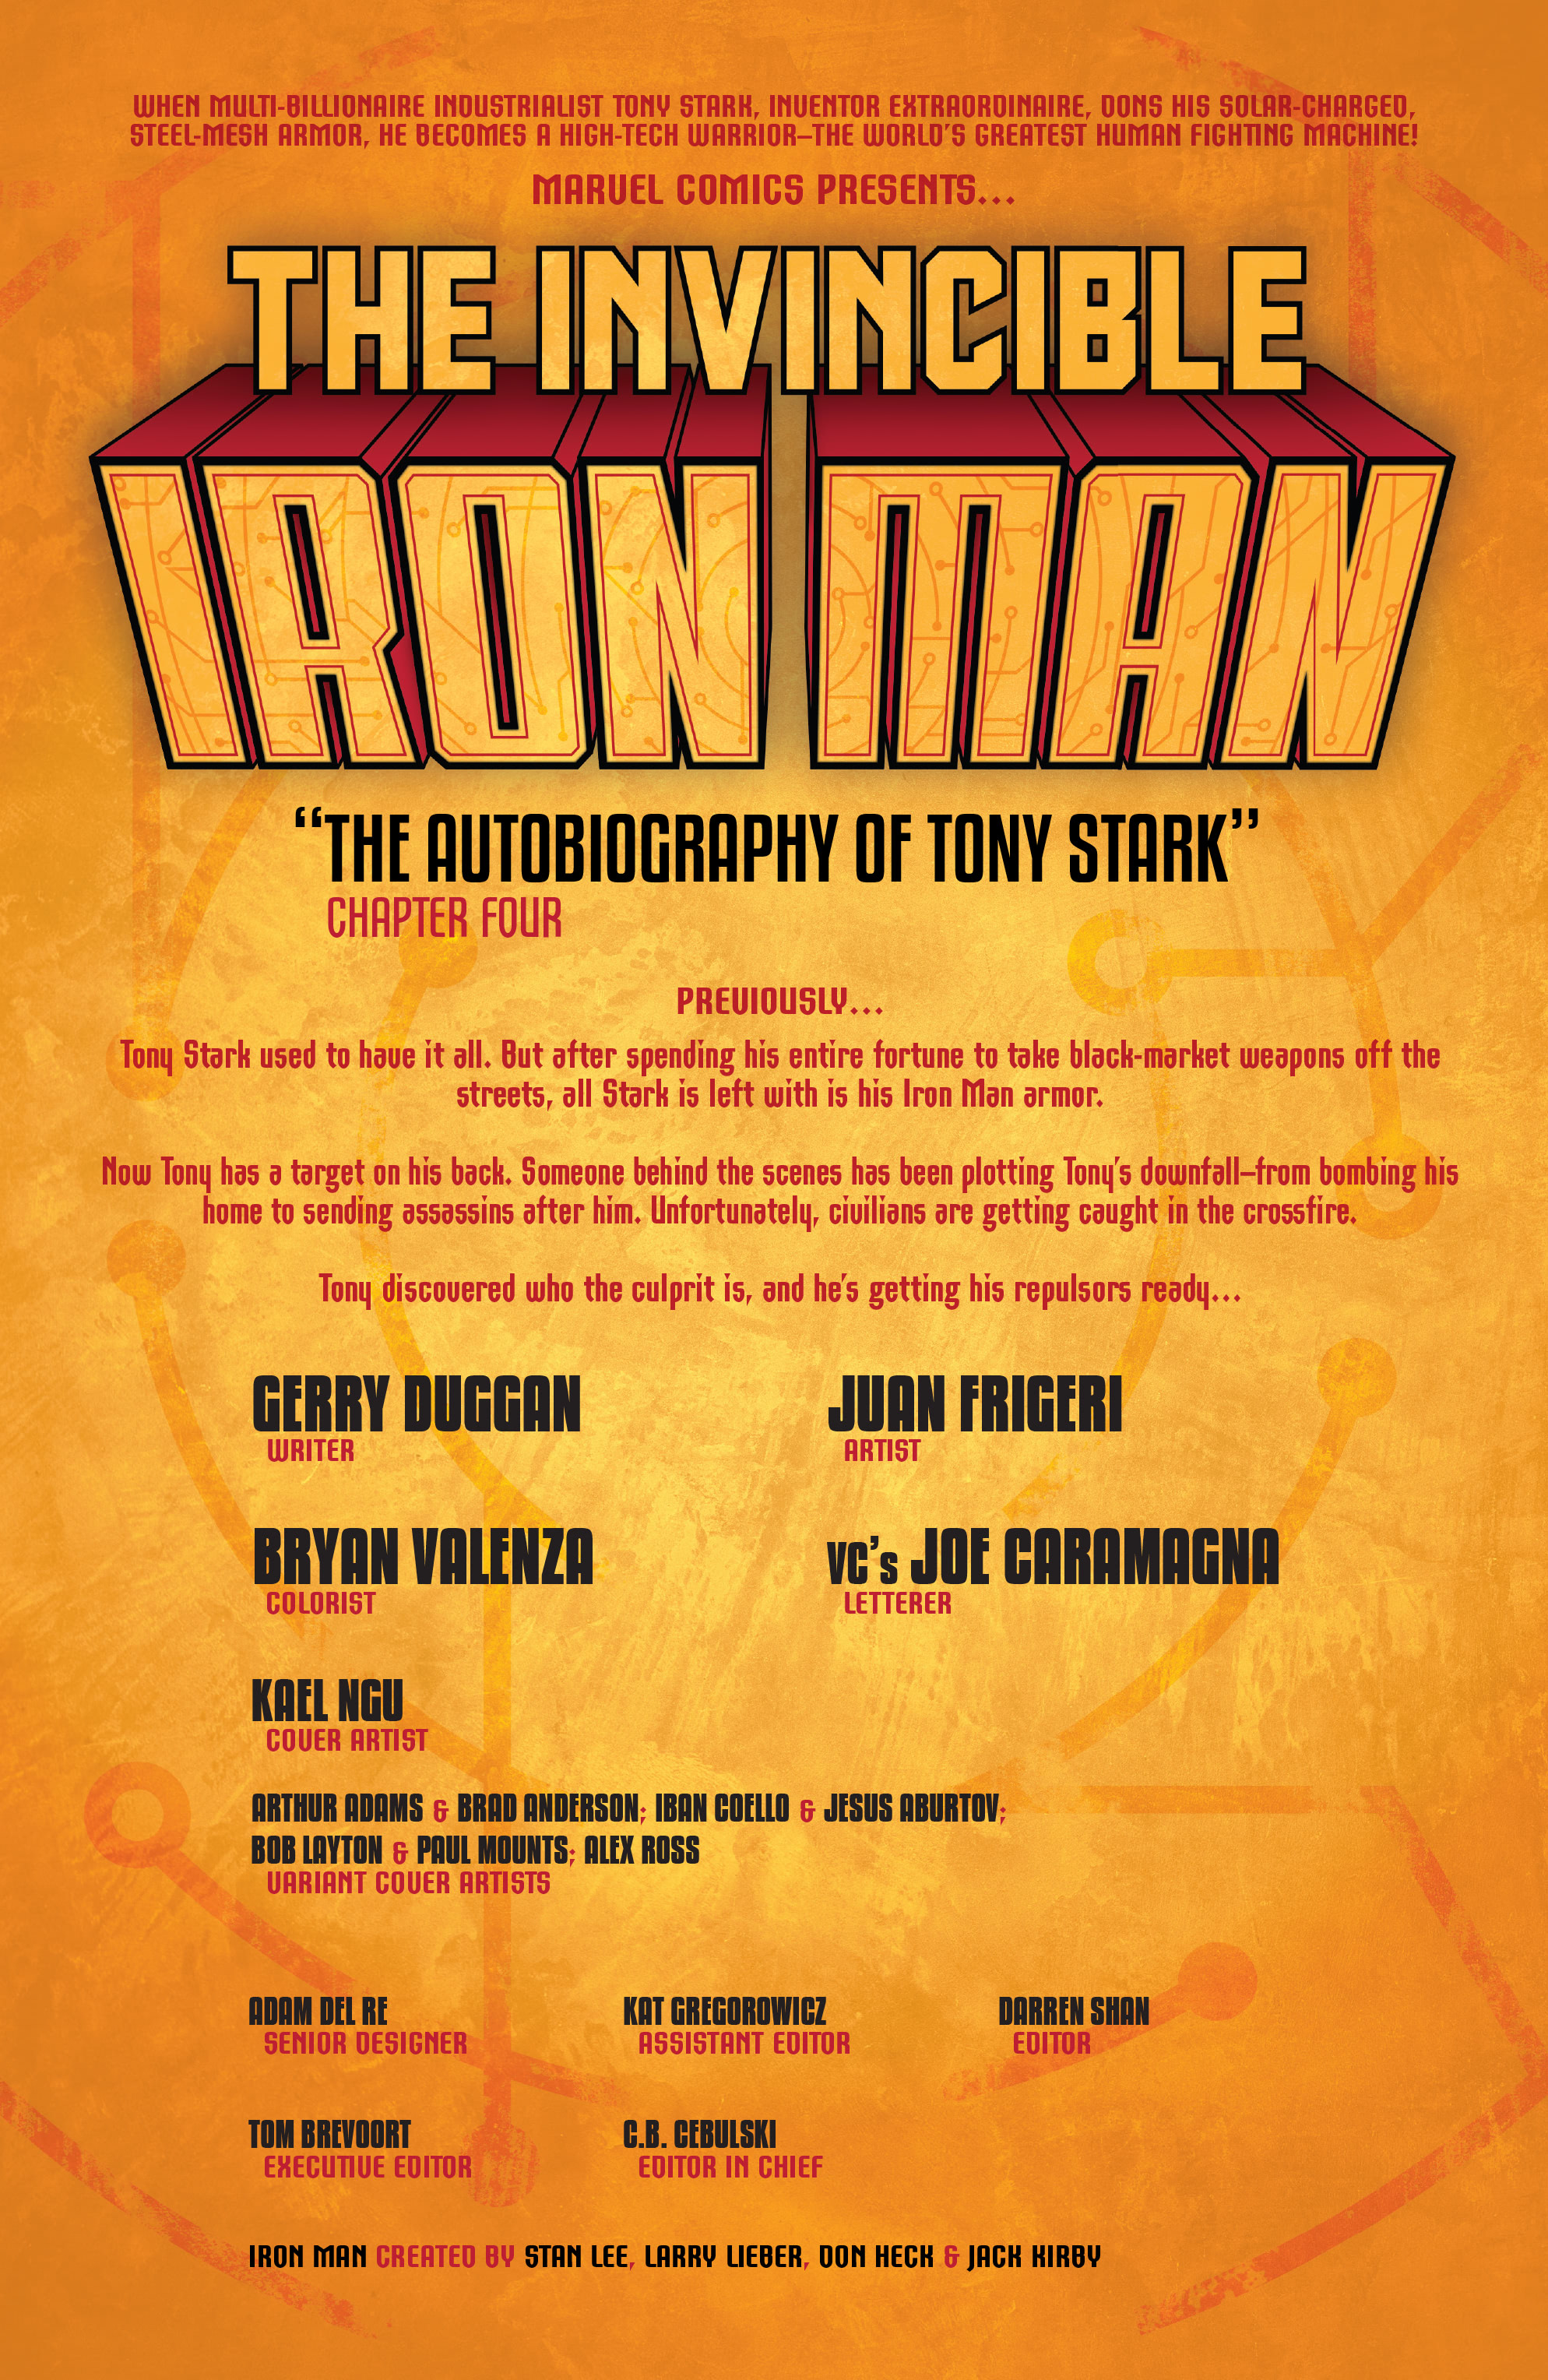 WHEN MULTI-BILLIONAIRE INDUSTRIALIST TONY STARK, INVENTOR EXTRAORDINAIRE, DONS HIS SOLAR-CHARGED,
STEEL-MESH ARMOR, HE BECOMES A HIGH-TECH WARRIOR–THE WORLD'S GREATEST HUMAN FIGHTING MACHINE!
MARVEL COMICS PRESENTS...
THE INVINCIBLE
IRON MAN
"THE AUTOBIOGRAPHY OF TONY STARK"
CHAPTER FOUR
PREVIOUSLY...
Tony Stark used to have it all. But after spending his entire fortune to take black-market weapons off the
streets, all Stark is left with is his Iron Man armor.
Now Tony has a target on his back. Someone behind the scenes has been plotting Tony's downfall–from bombing his
home to sending assassins after him. Unfortunately, civilians are getting caught in the crossfire.
Tony discovered who the culprit is, and he's getting his repulsors ready...
GERRY DUGGAN
WRITER
JUAN FRIGERI
ARTIST
BRYAN VALENZA
COLORIST
VC's JOE CARAMAGNA
LETTERER
KAEL NGU
COVER ARTIST
ARTHUR ADAMS & BRAD ANDERSON; IBAN COELLO & JESUS ABURTOV;
BOB LAYTON & PAUL MOUNTS; ALEX ROSS
VARIANT COVER ARTISTS
ADAM DEL RE
SENIOR DESIGNER
KAT GREGOROWICZ
ASSISTANT EDITOR
DARREN SHAN
EDITOR
TOM BREVOORT
EXECUTIVE EDITOR
C.B. CEBULSKI
EDITOR IN CHIEF
IRON MAN CREATED BY STAN LEE, LARRY LIEBER, DON HECK & JACK KIRBY